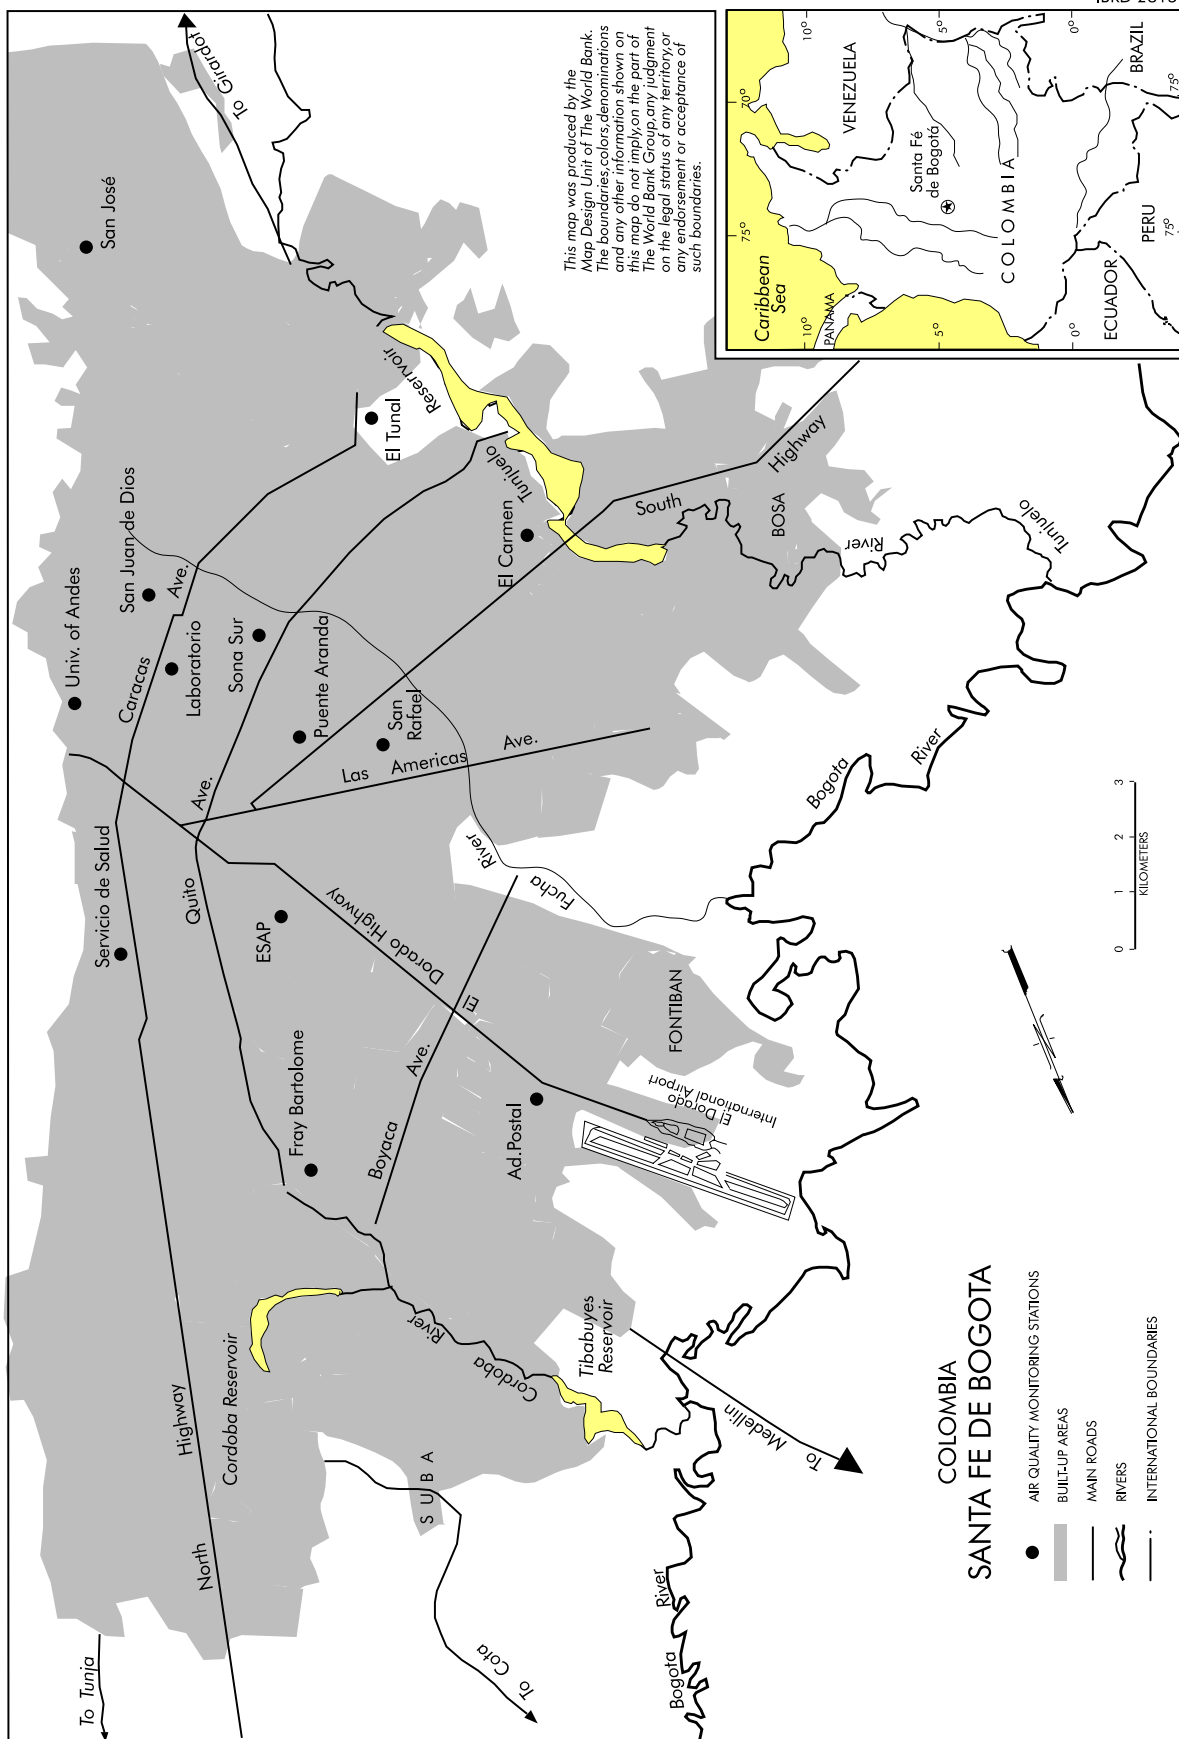 IBRD 2818
This map was produced by the
Map Design Unit of The World Bank.
The boundaries, colors, denominations
and any other information shown on
this map do not imply, on the part of
The World Bank Group, any judgment
on the legal status of any territory, or
any endorsement or acceptance of
such boundaries.
To Tunja
North
Highway
To Cota
SUBA
Cordoba Reservoir
Cordoba
River
Tibabuyes
Reservoir
To
Medellin
Bogota
River
Fray Bartolome
Boyaca
Ave.
Ad.Postal
El Dorado
International Airport
FONTIBAN
Servicio de Salud
Quito
Ave.
ESAP
El
Dorado Highway
River
Fucha
Univ. of Andes
Caracas
Ave.
San Juan de Dios
Laboratorio
Sona Sur
Puente Aranda
San
Rafael
Las Americas
Ave.
Bogota
River
El Carmen
South
Highway
BOSA
River
Tunjuelo
Tunjuelo
Reservoir
El Tunal
San José
To Girardot
Caribbean
Sea
PANAMA
VENEZUELA
Santa Fé
de Bogotá
COLOMBIA
ECUADOR
PERU
BRAZIL
10°
5°
0°
10°
5°
0°
75°
70°
75°
75°
0
1
2
3
KILOMETERS
COLOMBIA
SANTA FE DE BOGOTA
AIR QUALITY MONITORING STATIONS
BUILT-UP AREAS
MAIN ROADS
RIVERS
INTERNATIONAL BOUNDARIES